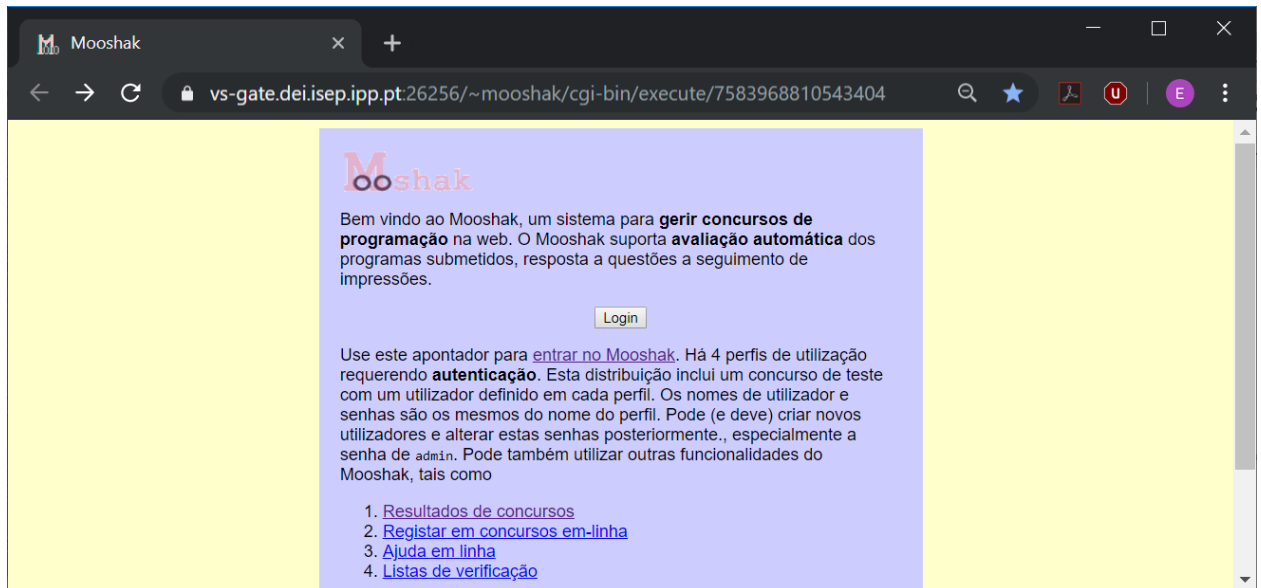 Mooshak
vs-gate.dei.isep.ipp.pt:26256/~mooshak/cgi-bin/execute/7583968810543404
E
Mooshak
Bem vindo ao Mooshak, um sistema para gerir concursos de
programação na web. O Mooshak suporta avaliação automática dos
programas submetidos, resposta a questões a seguimento de
impressões.
Login
Use este apontador para entrar no Mooshak. Há 4 perfis de utilização
requerendo autenticação. Esta distribuição inclui um concurso de teste
com um utilizador definido em cada perfil. Os nomes de utilizador e
senhas são os mesmos do nome do perfil. Pode (e deve) criar novos
utilizadores e alterar estas senhas posteriormente., especialmente a
senha de admin. Pode também utilizar outras funcionalidades do
Mooshak, tais como
1. Resultados de concursos
2. Registar em concursos em-linha
3. Ajuda em linha
4. Listas de verificação